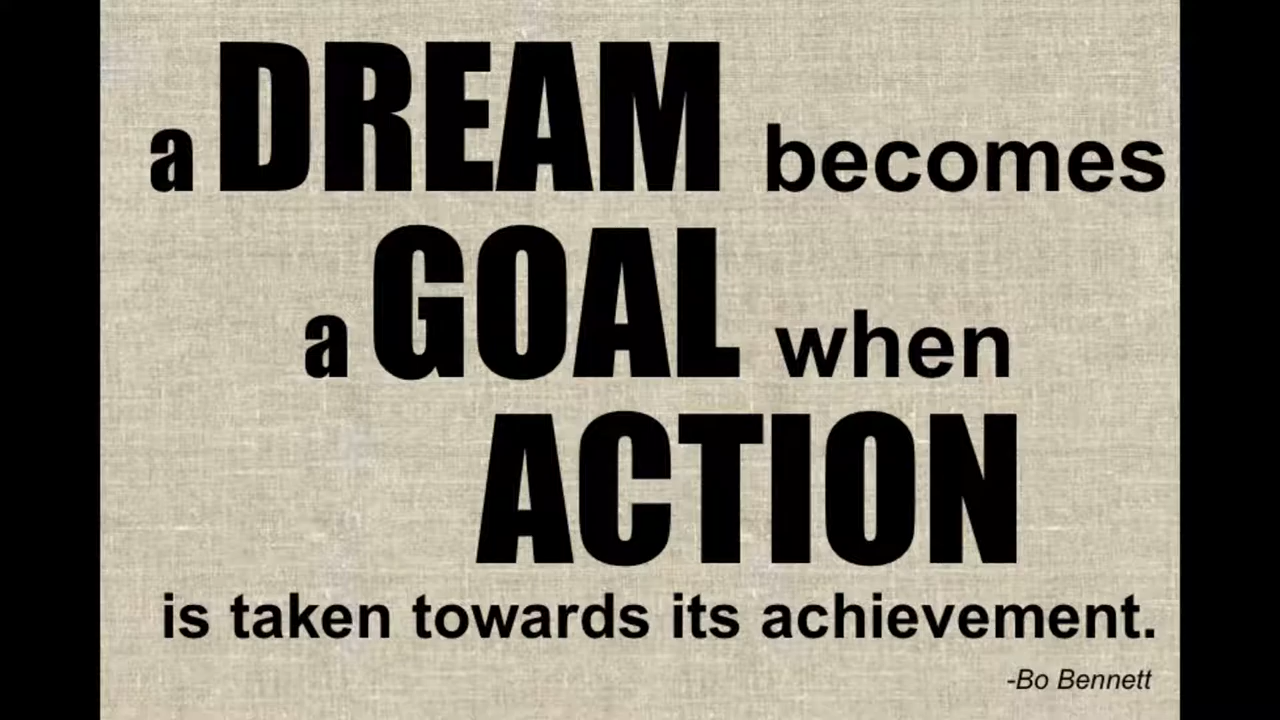 a DREAM becomes
a GOAL when
ACTION
is taken towards its achievement.
-Bo Bennett